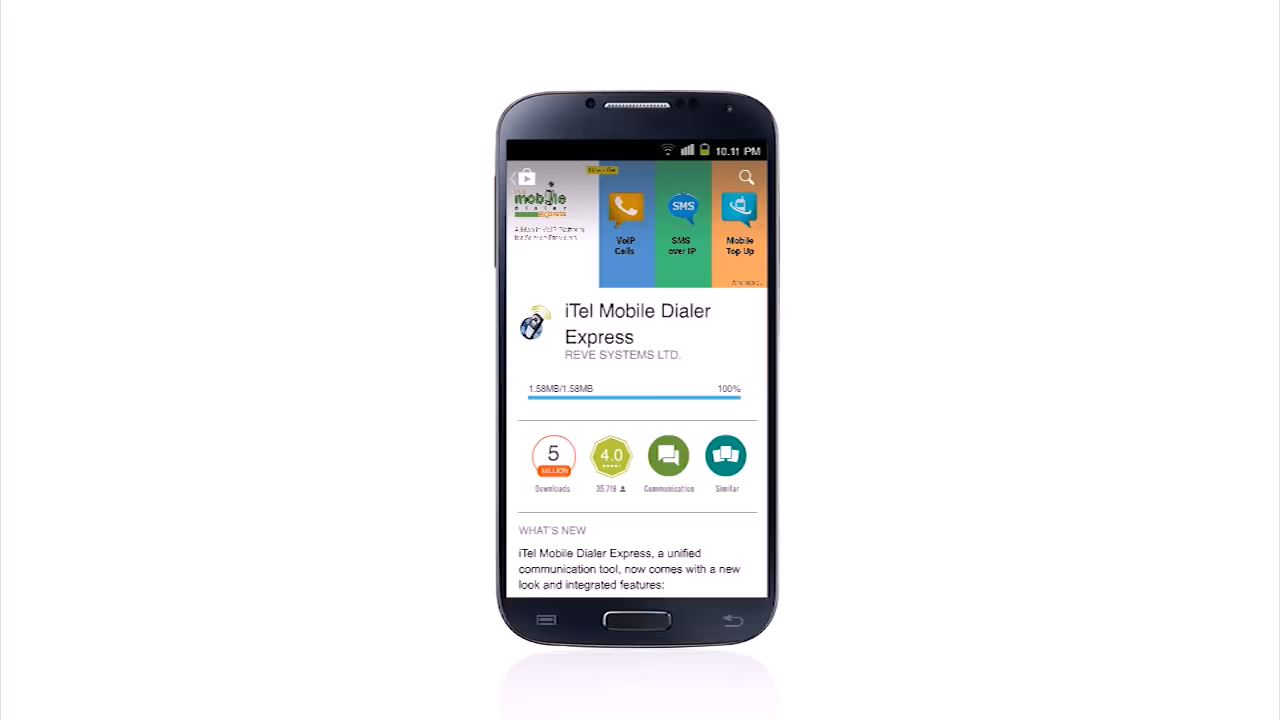 10.11 PM
mobile
dialer
express
VoIP
Calls
SMS
SMS
over IP
Mobile
Top Up
iTel Mobile Dialer
Express
REVE SYSTEMS LTD.
1.58MB/1.58MB 100%
5
MILLION
4.0
Downloads 35,719 Communication Similar
WHAT'S NEW
iTel Mobile Dialer Express, a unified
communication tool, now comes with a new
look and integrated features: